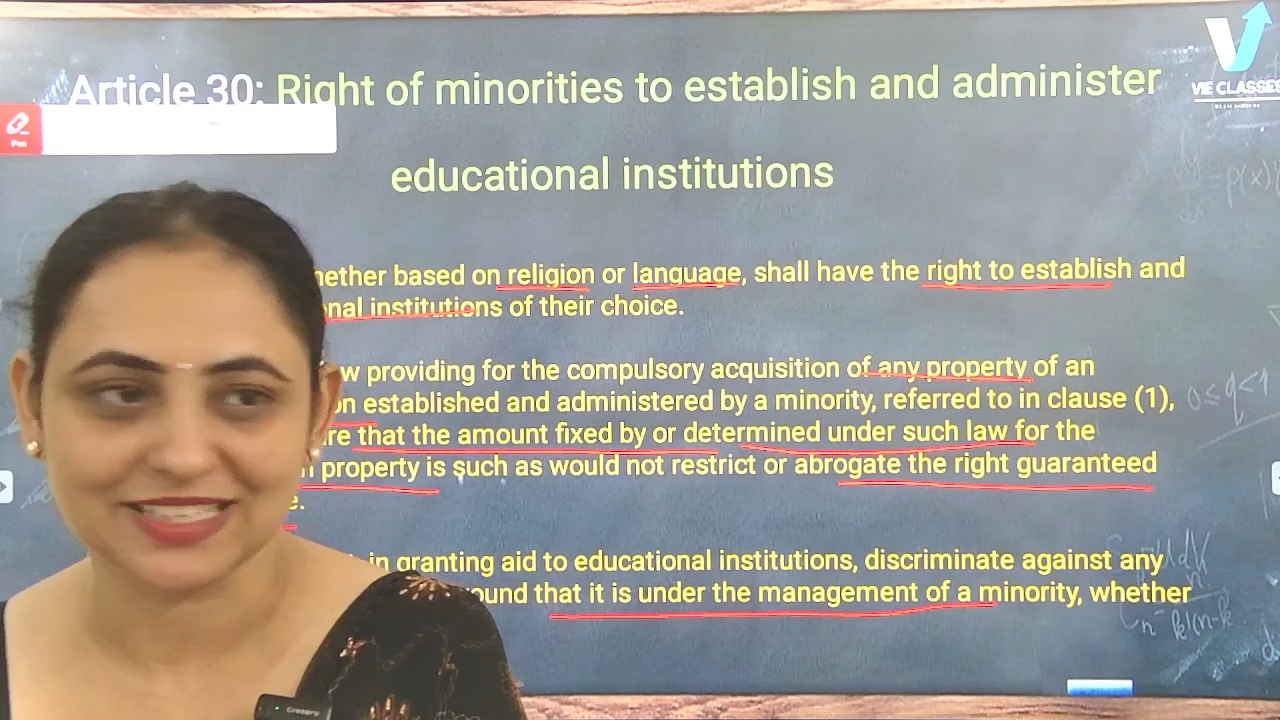 Article 30: Right of minorities to establish and administer
educational institutions
VIE CLASSES
Pen
hether based on religion or language, shall have the right to establish and
nal institutions of their choice.
w providing for the compulsory acquisition of any property of an
on established and administered by a minority, referred to in clause (1),
re that the amount fixed by or determined under such law for the
property is such as would not restrict or abrogate the right guaranteed
e.
in granting aid to educational institutions, discriminate against any
ound that it is under the management of a minority, whether
= p(x)
0 ≤ q < 1